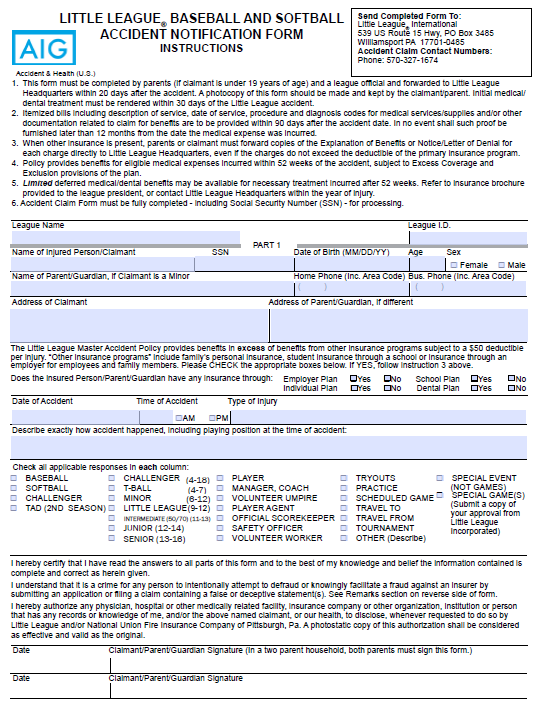 LITTLE LEAGUE® BASEBALL AND SOFTBALL
ACCIDENT NOTIFICATION FORM
INSTRUCTIONS
AIG
Accident & Health (U.S.)
Send Completed Form To:
Little League® International
539 US Route 15 Hwy, PO Box 3485
Williamsport PA 17701-0485
Accident Claim Contact Numbers:
Phone: 570-327-1674
1. This form must be completed by parents (if claimant is under 19 years of age) and a league official and forwarded to Little League
Headquarters within 20 days after the accident. A photocopy of this form should be made and kept by the claimant/parent. Initial medical/
dental treatment must be rendered within 30 days of the Little League accident.
2. Itemized bills including description of service, date of service, procedure and diagnosis codes for medical services/supplies and/or other
documentation related to claim for benefits are to be provided within 90 days after the accident date. In no event shall such proof be
furnished later than 12 months from the date the medical expense was incurred.
3. When other insurance is present, parents or claimant must forward copies of the Explanation of Benefits or Notice/Letter of Denial for
each charge directly to Little League Headquarters, even if the charges do not exceed the deductible of the primary insurance program.
4. Policy provides benefits for eligible medical expenses incurred within 52 weeks of the accident, subject to Excess Coverage and
Exclusion provisions of the plan.
5. Limited deferred medical/dental benefits may be available for necessary treatment incurred after 52 weeks. Refer to insurance brochure
provided to the league president, or contact Little League Headquarters within the year of injury.
6. Accident Claim Form must be fully completed - including Social Security Number (SSN) - for processing.
League Name League I.D.
PART 1
Name of Injured Person/Claimant SSN Date of Birth (MM/DD/YY) Age Sex
Female Male
Name of Parent/Guardian, if Claimant is a Minor Home Phone (Inc. Area Code) Bus. Phone (Inc. Area Code)
( ) ( )
Address of Claimant Address of Parent/Guardian, if different
The Little League Master Accident Policy provides benefits in excess of benefits from other insurance programs subject to a $50 deductible
per injury. "Other insurance programs" include family's personal insurance, student insurance through a school or insurance through an
employer for employees and family members. Please CHECK the appropriate boxes below. If YES, follow instruction 3 above.
Does the insured Person/Parent/Guardian have any insurance through: Employer Plan Yes No School Plan Yes No
Individual Plan Yes No Dental Plan Yes No
Date of Accident Time of Accident Type of Injury
AM PM
Describe exactly how accident happened, including playing position at the time of accident:
Check all applicable responses in each column:
BASEBALL CHALLENGER (4-18) PLAYER TRYOUTS SPECIAL EVENT
SOFTBALL T-BALL (4-7) MANAGER, COACH PRACTICE (NOT GAMES)
CHALLENGER MINOR (6-12) VOLUNTEER UMPIRE SCHEDULED GAME SPECIAL GAME(S)
TAD (2ND SEASON) LITTLE LEAGUE(9-12) PLAYER AGENT TRAVEL TO (Submit a copy of
INTERMEDIATE (50/70) (11-13) OFFICIAL SCOREKEEPER TRAVEL FROM your approval from
JUNIOR (12-14) SAFETY OFFICER TOURNAMENT Little League
SENIOR (13-16) VOLUNTEER WORKER OTHER (Describe) Incorporated)
I hereby certify that I have read the answers to all parts of this form and to the best of my knowledge and belief the information contained is
complete and correct as herein given.
I understand that it is a crime for any person to intentionally attempt to defraud or knowingly facilitate a fraud against an insurer by
submitting an application or filing a claim containing a false or deceptive statement(s). See Remarks section on reverse side of form.
I hereby authorize any physician, hospital or other medically related facility, insurance company or other organization, institution or person
that has any records or knowledge of me, and/or the above named claimant, or our health, to disclose, whenever requested to do so by
Little League and/or National Union Fire Insurance Company of Pittsburgh, Pa. A photostatic copy of this authorization shall be considered
as effective and valid as the original.
Date Claimant/Parent/Guardian Signature (In a two parent household, both parents must sign this form.)
Date Claimant/Parent/Guardian Signature